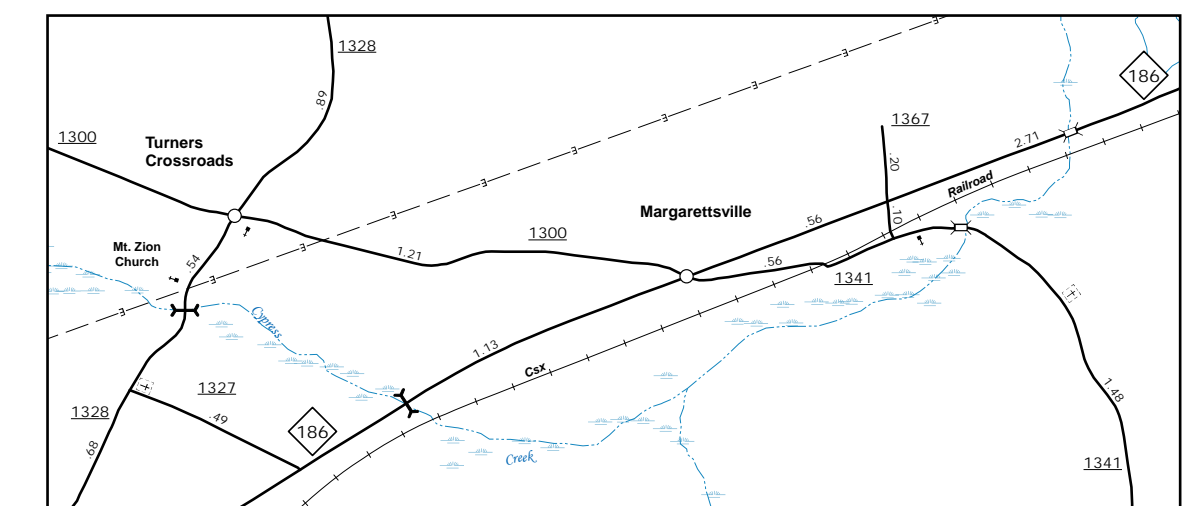 1328
E
E
186
.89
E
1300
Turners
Crossroads
E
1367
2.71
E
.20
E
Railroad
E
Margarettsville
.10
.56
E
1300
Mt. Zion
Church
1.21
.56
.54
1341
E
E
Cypress
1.13
Csx
1327
1.48
1328
.49
186
.68
Creek
1341